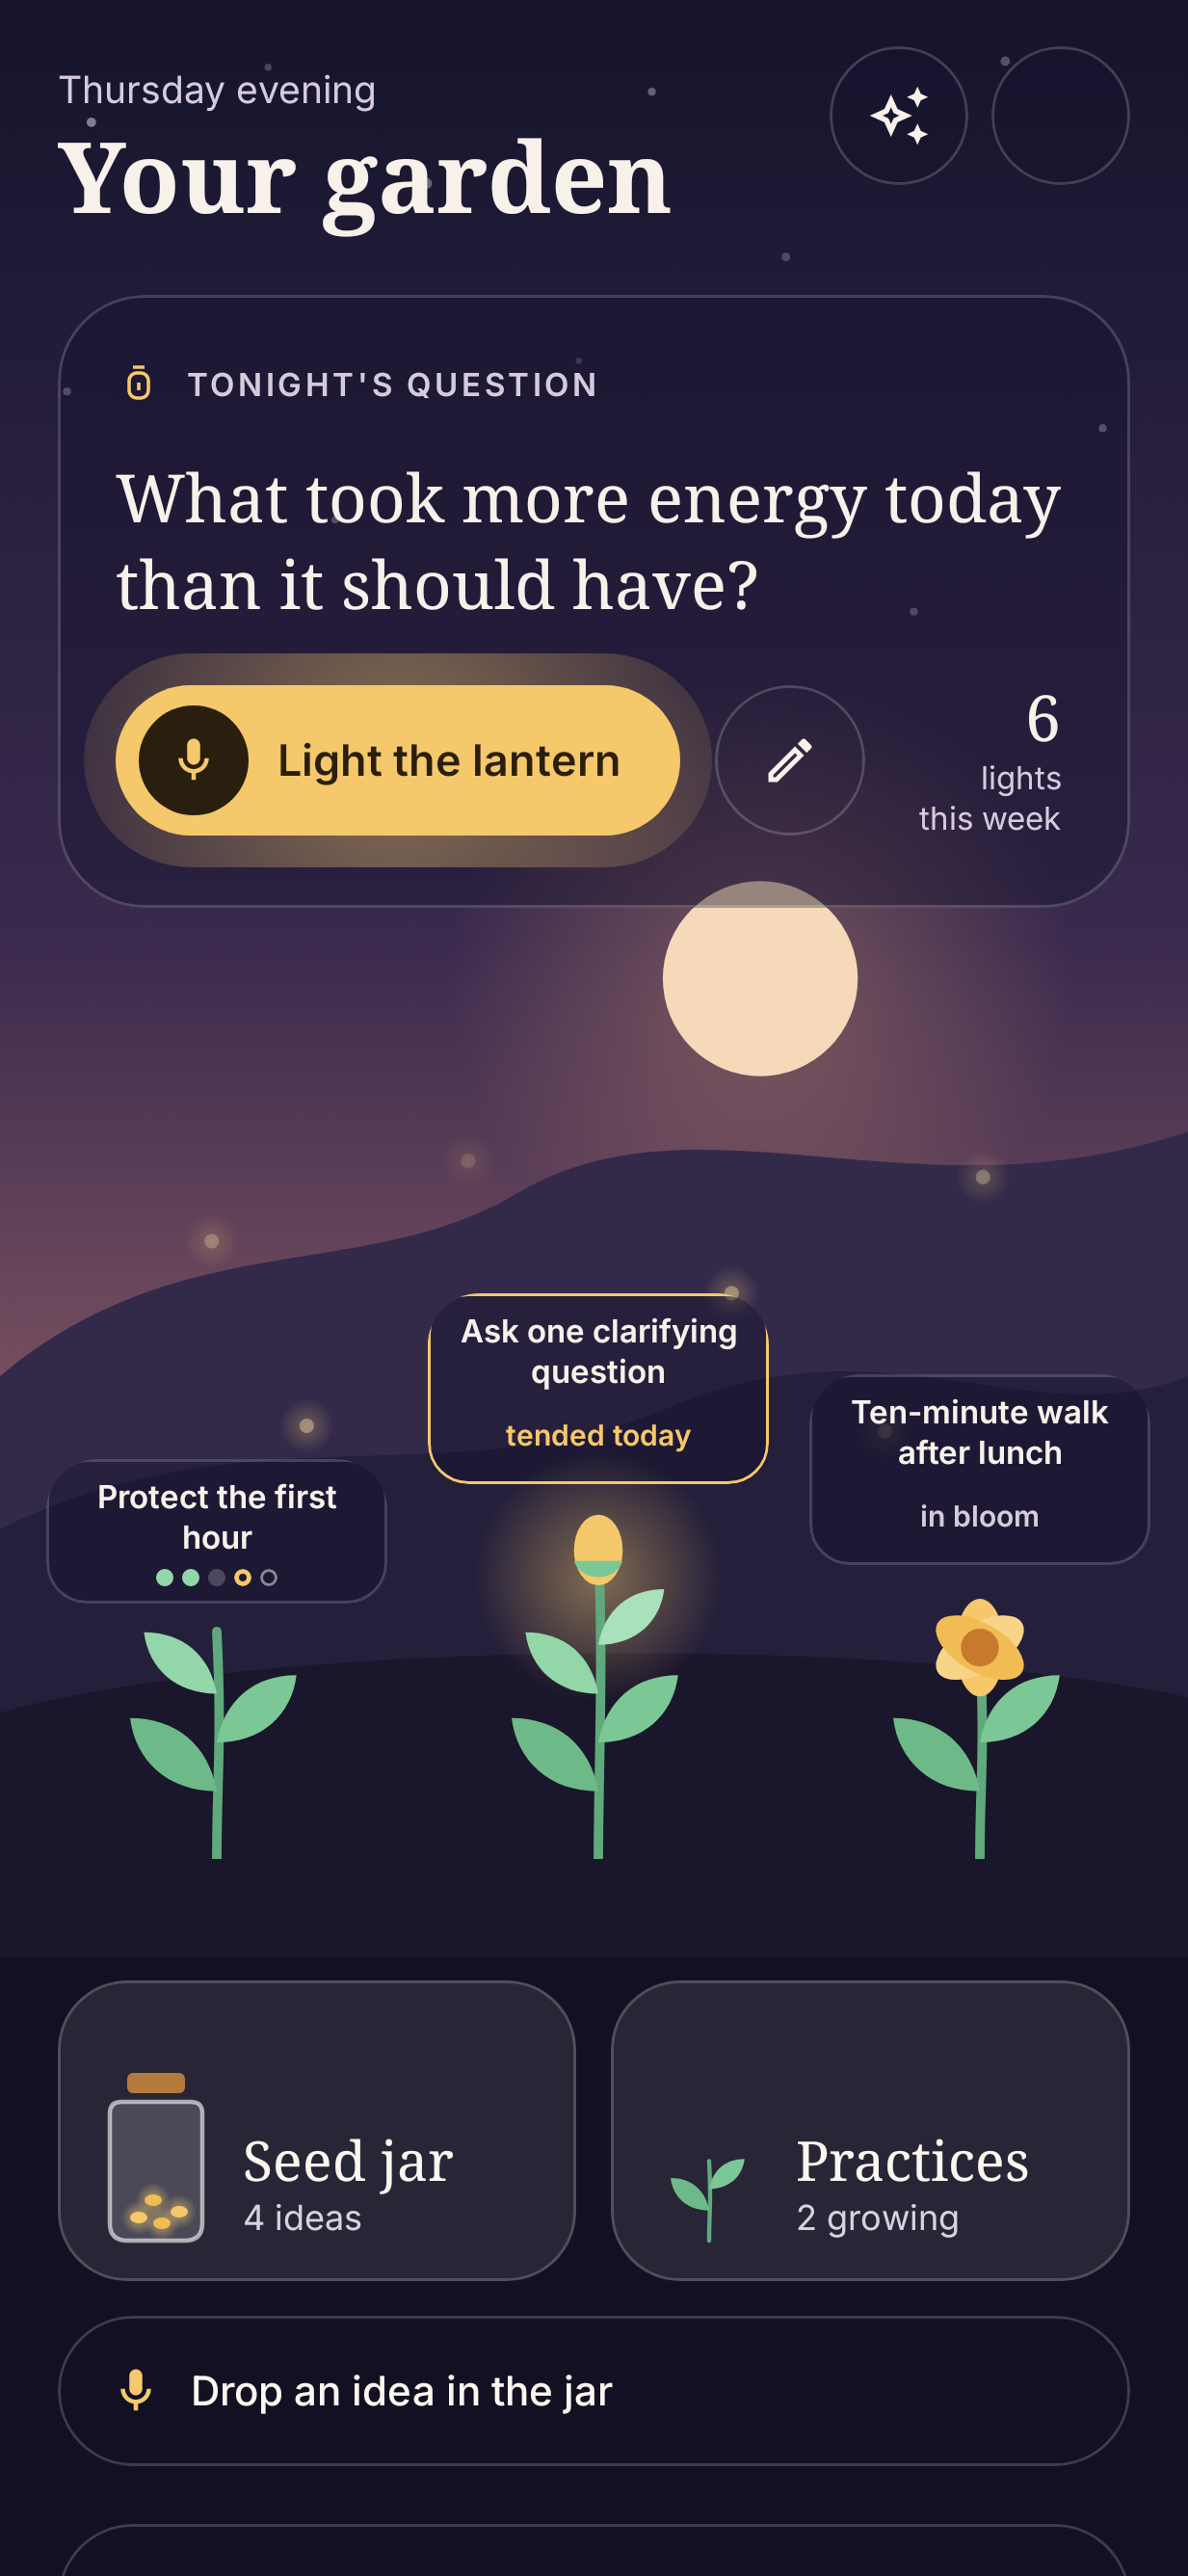 Thursday evening
Your garden
TONIGHT'S QUESTION
What took more energy today
than it should have?
Light the lantern
6
lights
this week
Ask one clarifying
question
tended today
Ten-minute walk
after lunch
in bloom
Protect the first
hour
Seed jar
4 ideas
Practices
2 growing
Drop an idea in the jar